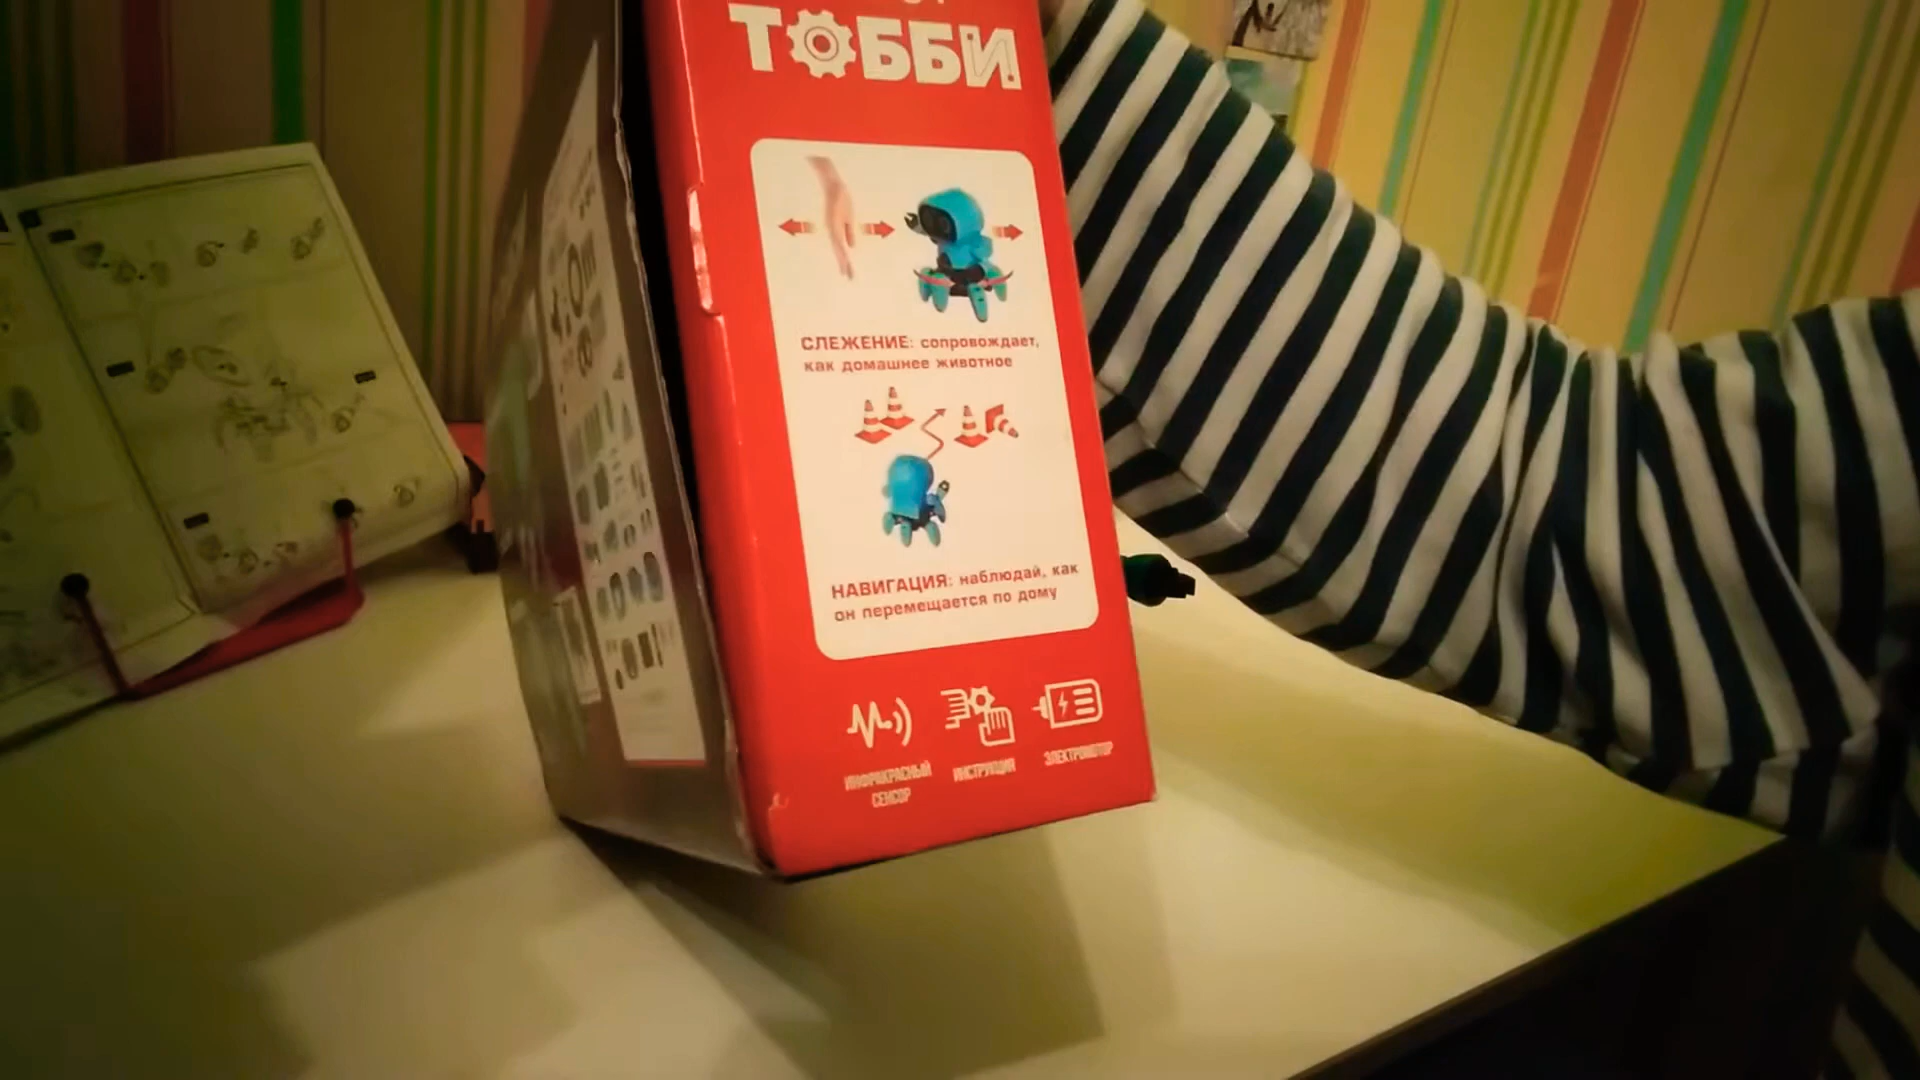 ТОББИ
СЛЕЖЕНИЕ: сопровождает,
как домашнее животное
НАВИГАЦИЯ: наблюдай, как
он перемещается по дому
ИНФРАКРАСНЫЙ
СЕНСОР
ИНСТРУКЦИЯ
ЭЛЕКТРОМОТОР